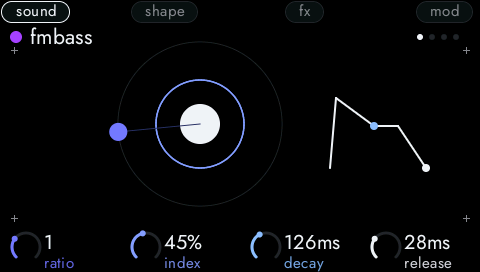 sound shape fx mod
fmbass
1 45% 126ms 28ms
ratio index decay release